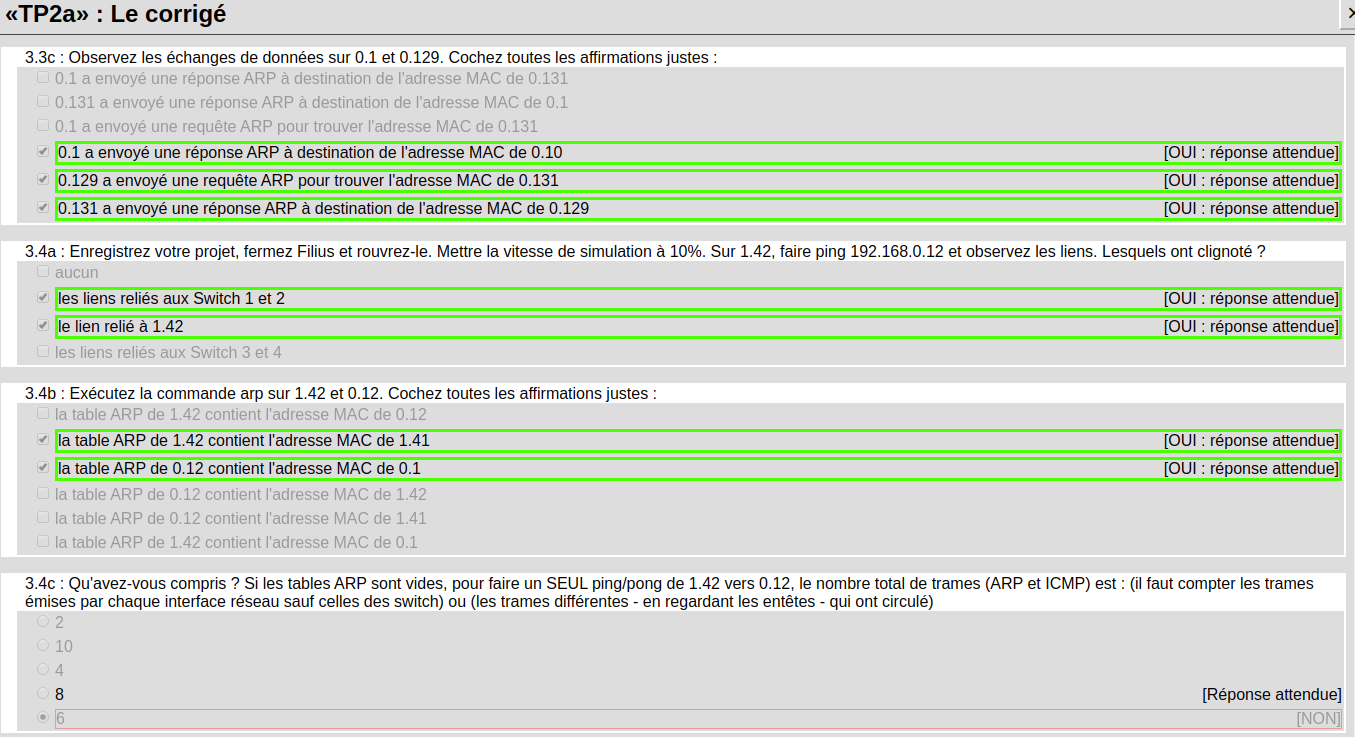 «TP2a» : Le corrigé
3.3c : Observez les échanges de données sur 0.1 et 0.129. Cochez toutes les affirmations justes :
0.1 a envoyé une réponse ARP à destination de l'adresse MAC de 0.131
0.131 a envoyé une réponse ARP à destination de l'adresse MAC de 0.1
0.1 a envoyé une requête ARP pour trouver l'adresse MAC de 0.131
0.1 a envoyé une réponse ARP à destination de l'adresse MAC de 0.10 [OUI : réponse attendue]
0.129 a envoyé une requête ARP pour trouver l'adresse MAC de 0.131 [OUI : réponse attendue]
0.131 a envoyé une réponse ARP à destination de l'adresse MAC de 0.129 [OUI : réponse attendue]
3.4a : Enregistrez votre projet, fermez Filius et rouvrez-le. Mettre la vitesse de simulation à 10%. Sur 1.42, faire ping 192.168.0.12 et observez les liens. Lesquels ont clignoté ?
aucun
les liens reliés aux Switch 1 et 2 [OUI : réponse attendue]
le lien relié à 1.42 [OUI : réponse attendue]
les liens reliés aux Switch 3 et 4
3.4b : Exécutez la commande arp sur 1.42 et 0.12. Cochez toutes les affirmations justes :
la table ARP de 1.42 contient l'adresse MAC de 0.12
la table ARP de 1.42 contient l'adresse MAC de 1.41 [OUI : réponse attendue]
la table ARP de 0.12 contient l'adresse MAC de 0.1 [OUI : réponse attendue]
la table ARP de 0.12 contient l'adresse MAC de 1.42
la table ARP de 0.12 contient l'adresse MAC de 1.41
la table ARP de 1.42 contient l'adresse MAC de 0.1
3.4c : Qu'avez-vous compris ? Si les tables ARP sont vides, pour faire un SEUL ping/pong de 1.42 vers 0.12, le nombre total de trames (ARP et ICMP) est : (il faut compter les trames
émises par chaque interface réseau sauf celles des switch) ou (les trames différentes - en regardant les entêtes - qui ont circulé)
2
10
4
8 [Réponse attendue]
6 [NON]